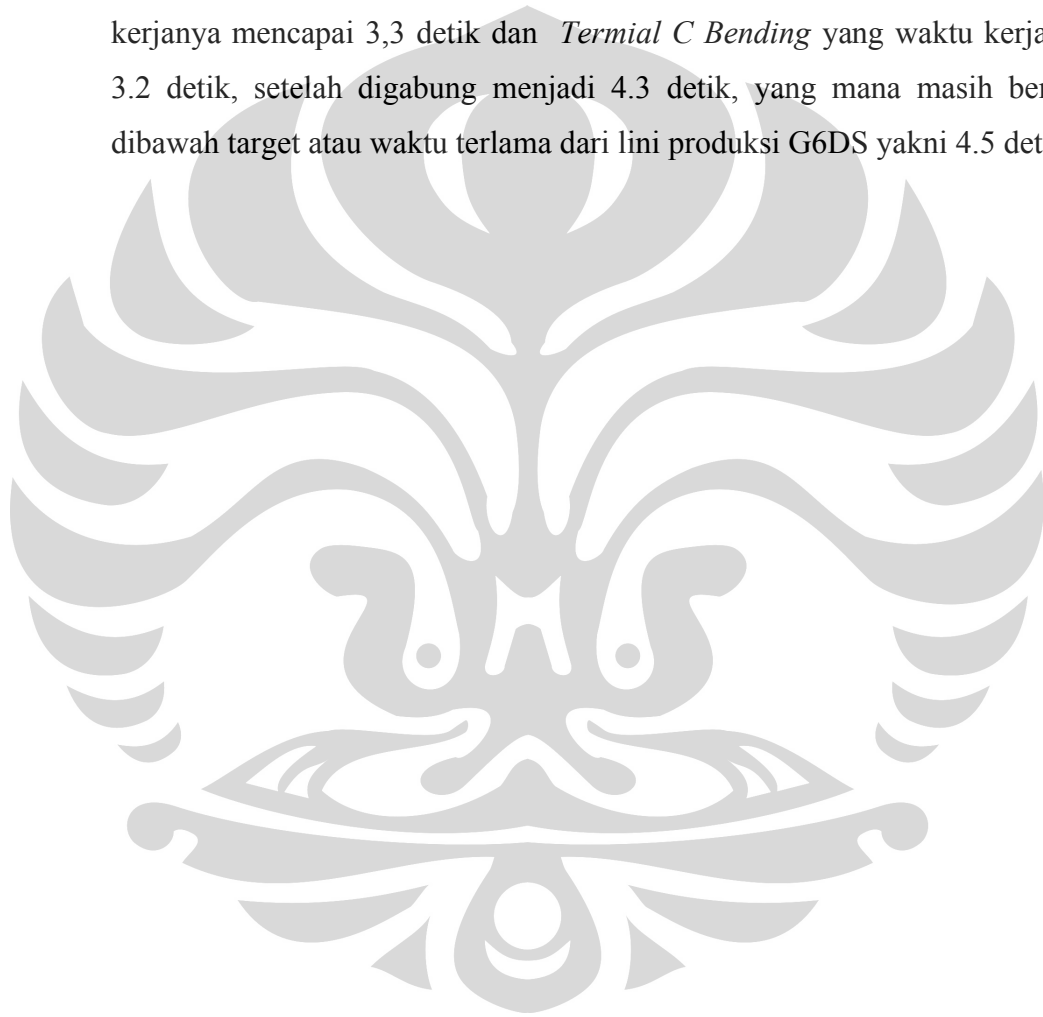 kerjanya mencapai 3,3 detik dan Termial C Bending yang waktu kerja
3.2 detik, setelah digabung menjadi 4.3 detik, yang mana masih ber
dibawah target atau waktu terlama dari lini produksi G6DS yakni 4.5 det